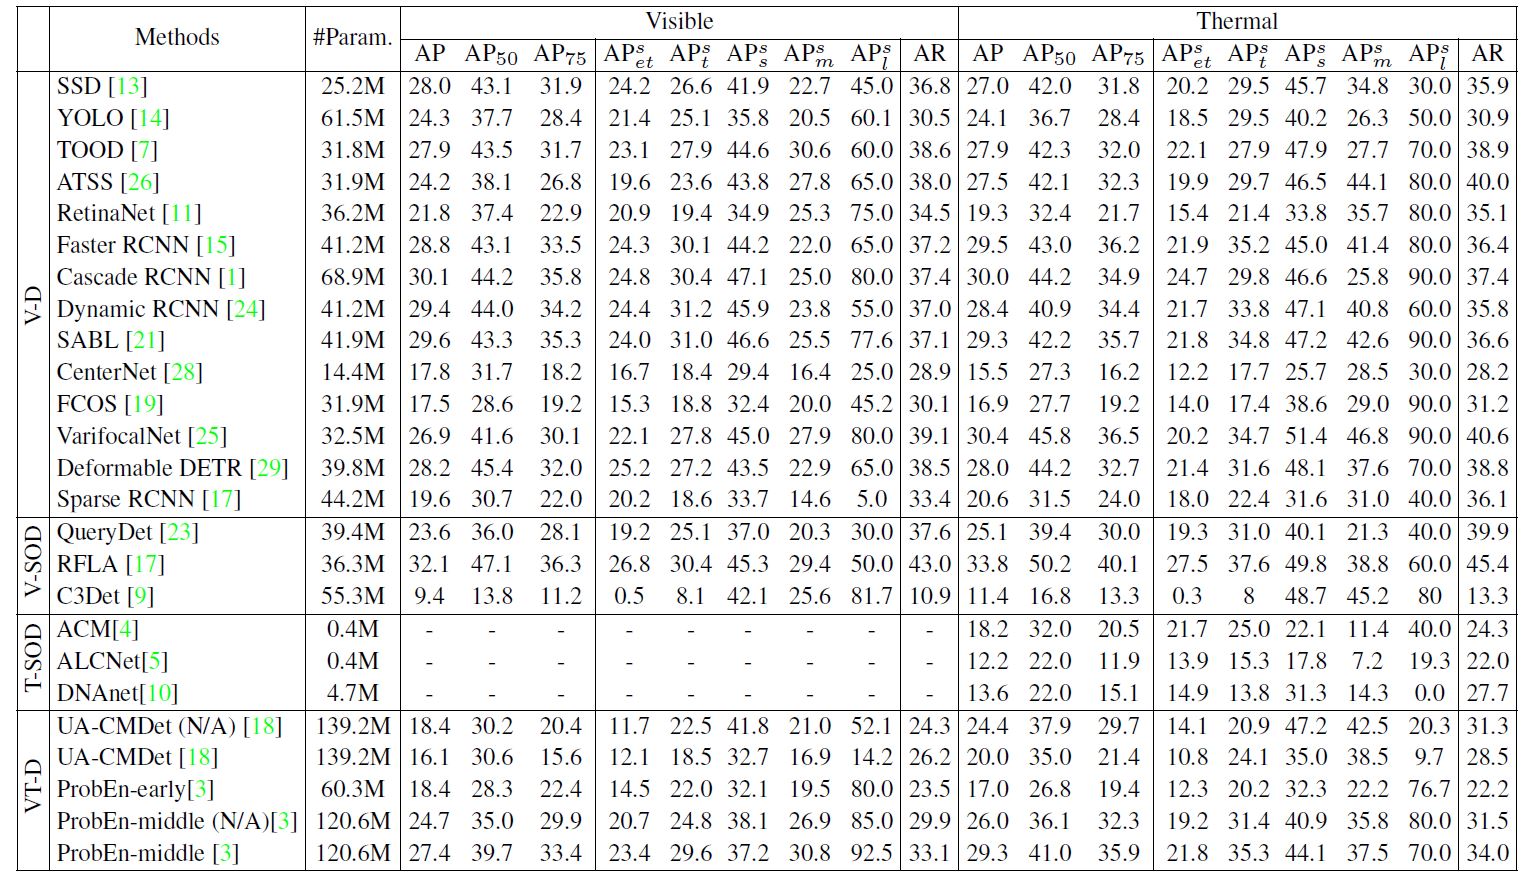 Methods #Param. Visible Thermal
AP AP50 AP75 AP^s_et AP^s_t AP^s_s AP^s_m AP^s_l AR AP AP50 AP75 AP^s_et AP^s_t AP^s_s AP^s_m AP^s_l AR
V-D
SSD [13] 25.2M 28.0 43.1 31.9 24.2 26.6 41.9 22.7 45.0 36.8 27.0 42.0 31.8 20.2 29.5 45.7 34.8 30.0 35.9
YOLO [14] 61.5M 24.3 37.7 28.4 21.4 25.1 35.8 20.5 60.1 30.5 24.1 36.7 28.4 18.5 29.5 40.2 26.3 50.0 30.9
TOOD [7] 31.8M 27.9 43.5 31.7 23.1 27.9 44.6 30.6 60.0 38.6 27.9 42.3 32.0 22.1 27.9 47.9 27.7 70.0 38.9
ATSS [26] 31.9M 24.2 38.1 26.8 19.6 23.6 43.8 27.8 65.0 38.0 27.5 42.1 32.3 19.9 29.7 46.5 44.1 80.0 40.0
RetinaNet [11] 36.2M 21.8 37.4 22.9 20.9 19.4 34.9 25.3 75.0 34.5 19.3 32.4 21.7 15.4 21.4 33.8 35.7 80.0 35.1
Faster RCNN [15] 41.2M 28.8 43.1 33.5 24.3 30.1 44.2 22.0 65.0 37.2 29.5 43.0 36.2 21.9 35.2 45.0 41.4 80.0 36.4
Cascade RCNN [1] 68.9M 30.1 44.2 35.8 24.8 30.4 47.1 25.0 80.0 37.4 30.0 44.2 34.9 24.7 29.8 46.6 25.8 90.0 37.4
Dynamic RCNN [24] 41.2M 29.4 44.0 34.2 24.4 31.2 45.9 23.8 55.0 37.0 28.4 40.9 34.4 21.7 33.8 47.1 40.8 60.0 35.8
SABL [21] 41.9M 29.6 43.3 35.3 24.0 31.0 46.6 25.5 77.6 37.1 29.3 42.2 35.7 21.8 34.8 47.2 42.6 90.0 36.6
CenterNet [28] 14.4M 17.8 31.7 18.2 16.7 18.4 29.4 16.4 25.0 28.9 15.5 27.3 16.2 12.2 17.7 25.7 28.5 30.0 28.2
FCOS [19] 31.9M 17.5 28.6 19.2 15.3 18.8 32.4 20.0 45.2 30.1 16.9 27.7 19.2 14.0 17.4 38.6 29.0 90.0 31.2
VarifocalNet [25] 32.5M 26.9 41.6 30.1 22.1 27.8 45.0 27.9 80.0 39.1 30.4 45.8 36.5 20.2 34.7 51.4 46.8 90.0 40.6
Deformable DETR [29] 39.8M 28.2 45.4 32.0 25.2 27.2 43.5 22.9 65.0 38.5 28.0 44.2 32.7 21.4 31.6 48.1 37.6 70.0 38.8
Sparse RCNN [17] 44.2M 19.6 30.7 22.0 20.2 18.6 33.7 14.6 5.0 33.4 20.6 31.5 24.0 18.0 22.4 31.6 31.0 40.0 36.1
V-SOD
QueryDet [23] 39.4M 23.6 36.0 28.1 19.2 25.1 37.0 20.3 30.0 37.6 25.1 39.4 30.0 19.3 31.0 40.1 21.3 40.0 39.9
RFLA [17] 36.3M 32.1 47.1 36.3 26.8 30.4 45.3 29.4 50.0 43.0 33.8 50.2 40.1 27.5 37.6 49.8 38.8 60.0 45.4
C3Det [9] 55.3M 9.4 13.8 11.2 0.5 8.1 42.1 25.6 81.7 10.9 11.4 16.8 13.3 0.3 8 48.7 45.2 80 13.3
T-SOD
ACM[4] 0.4M - - - - - - - - - 18.2 32.0 20.5 21.7 25.0 22.1 11.4 40.0 24.3
ALCNet[5] 0.4M - - - - - - - - - 12.2 22.0 11.9 13.9 15.3 17.8 7.2 19.3 22.0
DNAnet[10] 4.7M - - - - - - - - - 13.6 22.0 15.1 14.9 13.8 31.3 14.3 0.0 27.7
VT-D
UA-CMDet (N/A) [18] 139.2M 18.4 30.2 20.4 11.7 22.5 41.8 21.0 52.1 24.3 24.4 37.9 29.7 14.1 20.9 47.2 42.5 20.3 31.3
UA-CMDet [18] 139.2M 16.1 30.6 15.6 12.1 18.5 32.7 16.9 14.2 26.2 20.0 35.0 21.4 10.8 24.1 35.0 38.5 9.7 28.5
ProbEn-early[3] 60.3M 18.4 28.3 22.4 14.5 22.0 32.1 19.5 80.0 23.5 17.0 26.8 19.4 12.3 20.2 32.3 22.2 76.7 22.2
ProbEn-middle (N/A)[3] 120.6M 24.7 35.0 29.9 20.7 24.8 38.1 26.9 85.0 29.9 26.0 36.1 32.3 19.2 31.4 40.9 35.8 80.0 31.5
ProbEn-middle [3] 120.6M 27.4 39.7 33.4 23.4 29.6 37.2 30.8 92.5 33.1 29.3 41.0 35.9 21.8 35.3 44.1 37.5 70.0 34.0